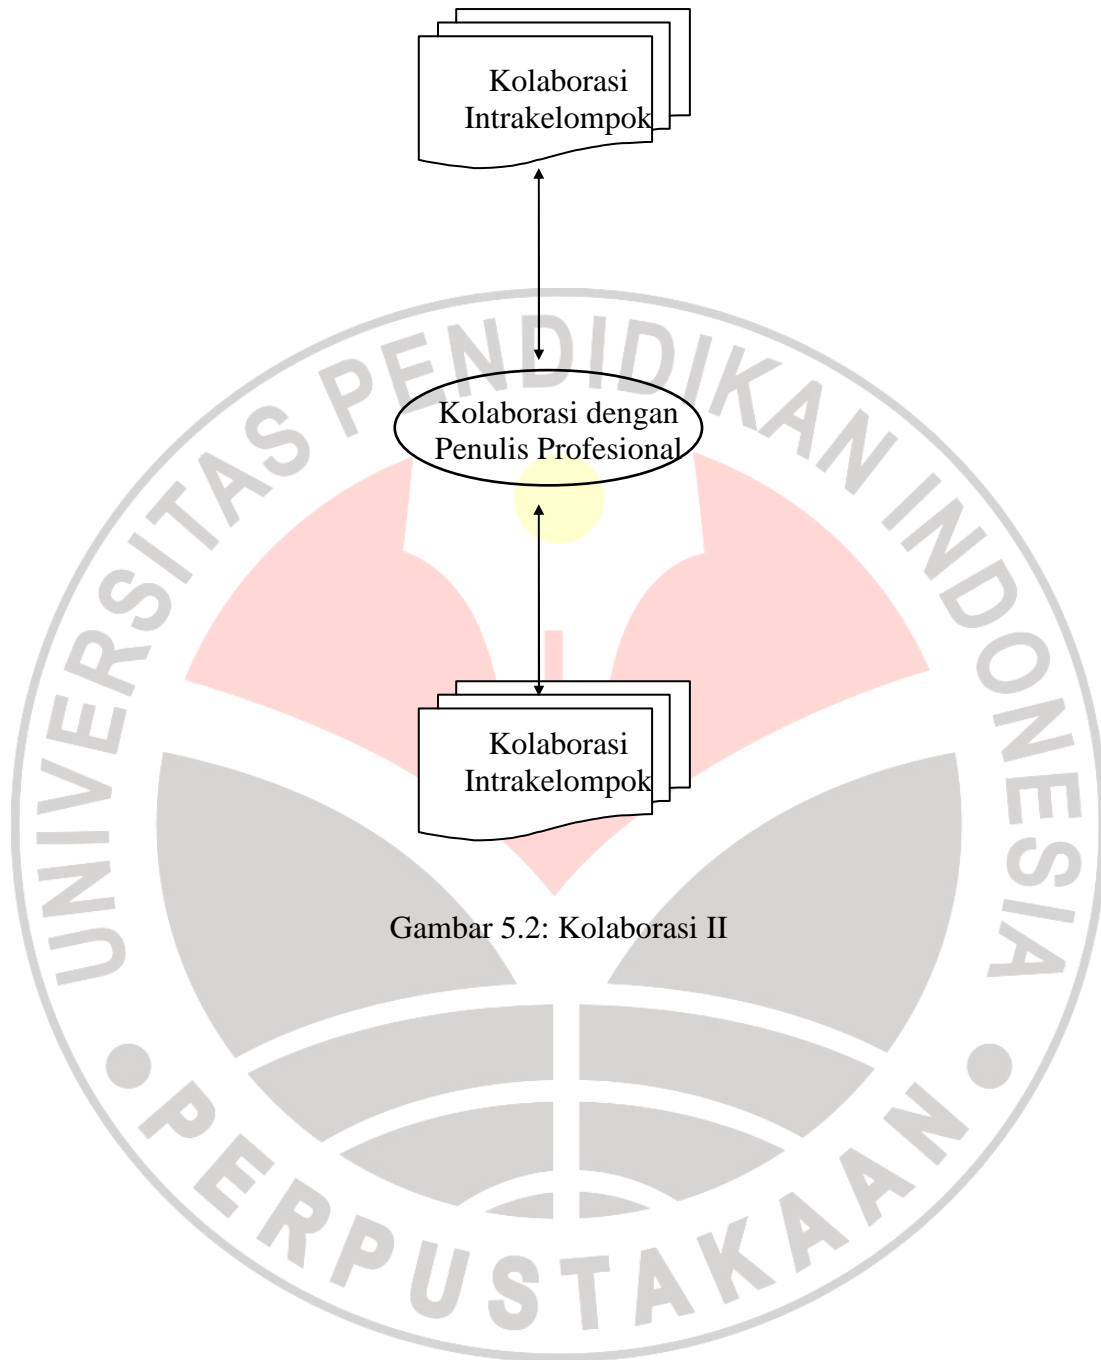 Kolaborasi
Intrakelompok
Kolaborasi dengan
Penulis Profesional
Kolaborasi
Intrakelompok
Gambar 5.2: Kolaborasi II
UNIVERSITAS PENDIDIKAN INDONESIA
PERPUSTAKAAN